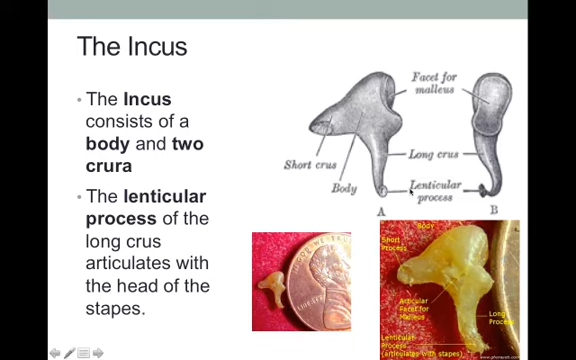 The Incus
• The Incus
consists of a
body and two
crura
• The lenticular
process of the
long crus
articulates with
the head of the
stapes.
Facet for
malleus
Short crus
Long crus
Body
Lenticular
process
A
B
LIBERTY
Body
Short
Process
Articular
Facet for
Malleus
Long
Process
Lenticular
Process
(articulates with stapes)